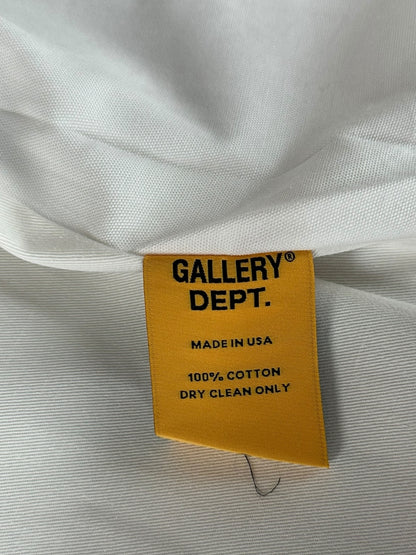 GALLERY®
DEPT.
MADE IN USA
100% COTTON
DRY CLEAN ONLY